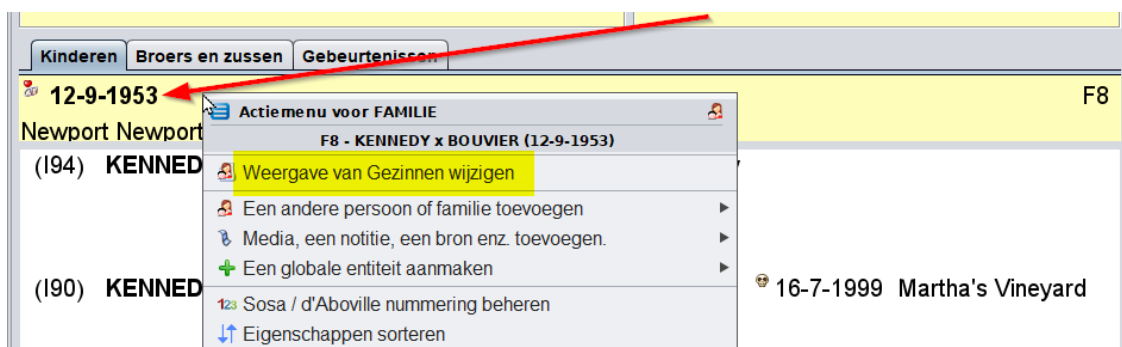 Kinderen Broers en zussen Gebeurtenissen
12-9-1953 F8
Newport Newport
Actiemenu voor FAMILIE
F8 - KENNEDY x BOUVIER (12-9-1953)
(I94) KENNED
Weergave van Gezinnen wijzigen
Een andere persoon of familie toevoegen
Media, een notitie, een bron enz. toevoegen.
Een globale entiteit aanmaken
(I90) KENNED 16-7-1999 Martha's Vineyard
123 Sosa / d'Aboville nummering beheren
Eigenschappen sorteren